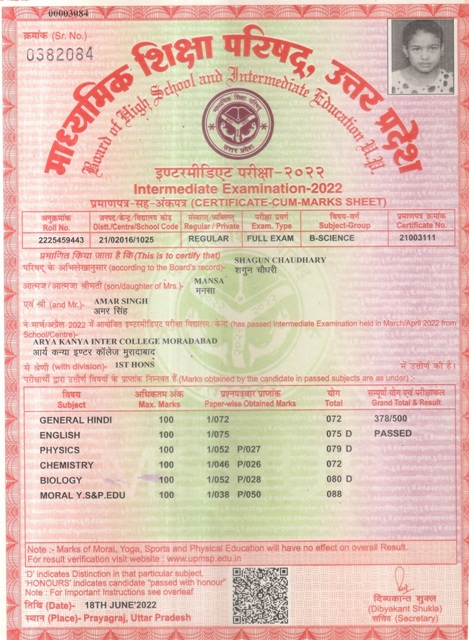 00003084
क्रमांक (Sr. No.)
0382084
माध्यमिक शिक्षा परिषद्, उत्तर प्रदेश
Board of High School and Intermediate Education U.P.
इण्टरमीडिएट परीक्षा-२०२२
Intermediate Examination-2022
प्रमाणपत्र-सह-अंकपत्र (CERTIFICATE-CUM-MARKS SHEET)
अनुक्रमांक जनपद/केन्द्र/विद्यालय कोड संस्थागत/व्यक्तिगत परीक्षा प्रवर्ग विषय-वर्ग प्रमाणपत्र क्रमांक
Roll No. Distt./Centre/School Code Regular / Private Exam. Type Subject-Group Certificate No.
2225459443 21/02016/1025 REGULAR FULL EXAM B-SCIENCE 21003111
प्रमाणित किया जाता है कि (This is to certify that) SHAGUN CHAUDHARY
परिषद् के अभिलेखानुसार (according to the Board's record)- शगुन चौधरी
आत्मज / आत्मजा श्रीमती (son/daughter of Mrs.)- MANSA
मनसा
एवं श्री (and Mr.)- AMAR SINGH
अमर सिंह
ने मार्च/अप्रैल 2022 में आयोजित इण्टरमीडिएट परीक्षा विद्यालय/ केन्द्र (has passed Intermediate Examination held in March/April 2022 from
School/Centre)-
ARYA KANYA INTER COLLEGE MORADABAD
आर्य कन्या इण्टर कॉलेज मुरादाबाद
में श्रेणी (with division)- 1ST HONS में उत्तीर्ण की है।
परीक्षार्थी द्वारा उत्तीर्ण विषयों के प्राप्तांक निम्नवत हैं (Marks obtained by the candidate in passed subjects are as under) :-
विषय अधिकतम अंक प्रश्नपत्रवार प्राप्तांक योग सम्पूर्ण योग एवं परीक्षाफल
Subject Max. Marks Paper-wise Obtained Marks Total Grand Total & Result
GENERAL HINDI 100 1/072 072 378/500
ENGLISH 100 1/075 075 D PASSED
PHYSICS 100 1/052 P/027 079 D
CHEMISTRY 100 1/046 P/026 072
BIOLOGY 100 1/052 P/028 080 D
MORAL Y.S&P.EDU 100 1/038 P/050 088
Note :- Marks of Moral, Yoga, Sports and Physical Education will have no effect on overall Result.
For result verification visit website : www.upmsp.edu.in
'D' indicates Distinction in that particular subject.
"HONOURS" indicates candidate "passed with honour"
Note : For Important Instructions see overleaf
तिथि (Date)- 18TH JUNE'2022
स्थान (Place)- Prayagraj, Uttar Pradesh
दिव्यकान्त शुक्ल
(Dibyakant Shukla)
सचिव (Secretary)